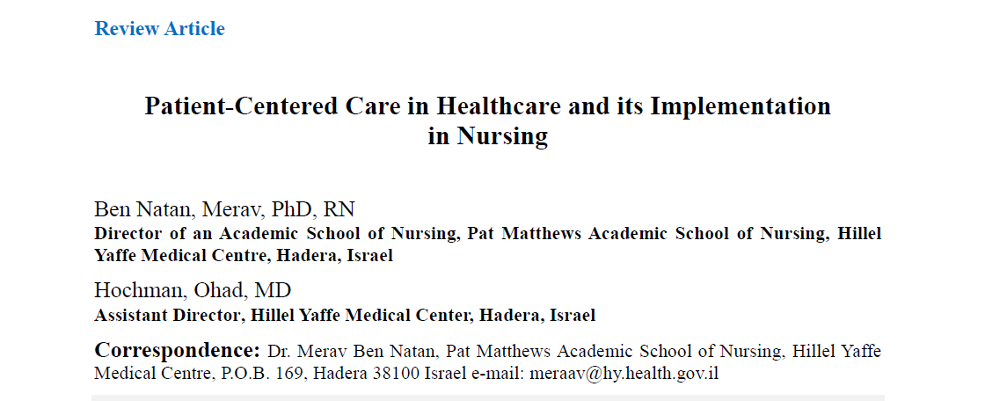 Review Article
Patient-Centered Care in Healthcare and its Implementation
in Nursing
Ben Natan, Merav, PhD, RN
Director of an Academic School of Nursing, Pat Matthews Academic School of Nursing, Hillel
Yaffe Medical Centre, Hadera, Israel
Hochman, Ohad, MD
Assistant Director, Hillel Yaffe Medical Center, Hadera, Israel
Correspondence: Dr. Merav Ben Natan, Pat Matthews Academic School of Nursing, Hillel Yaffe
Medical Centre, P.O.B. 169, Hadera 38100 Israel e-mail: meraav@hy.health.gov.il